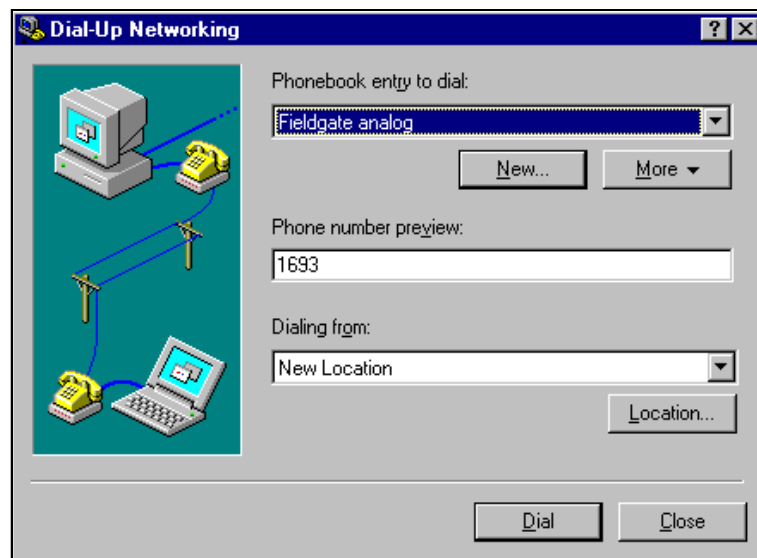 Dial-Up Networking
Phonebook entry to dial:
Fieldgate analog
New... More
Phone number preview:
1693
Dialing from:
New Location
Location...
Dial Close